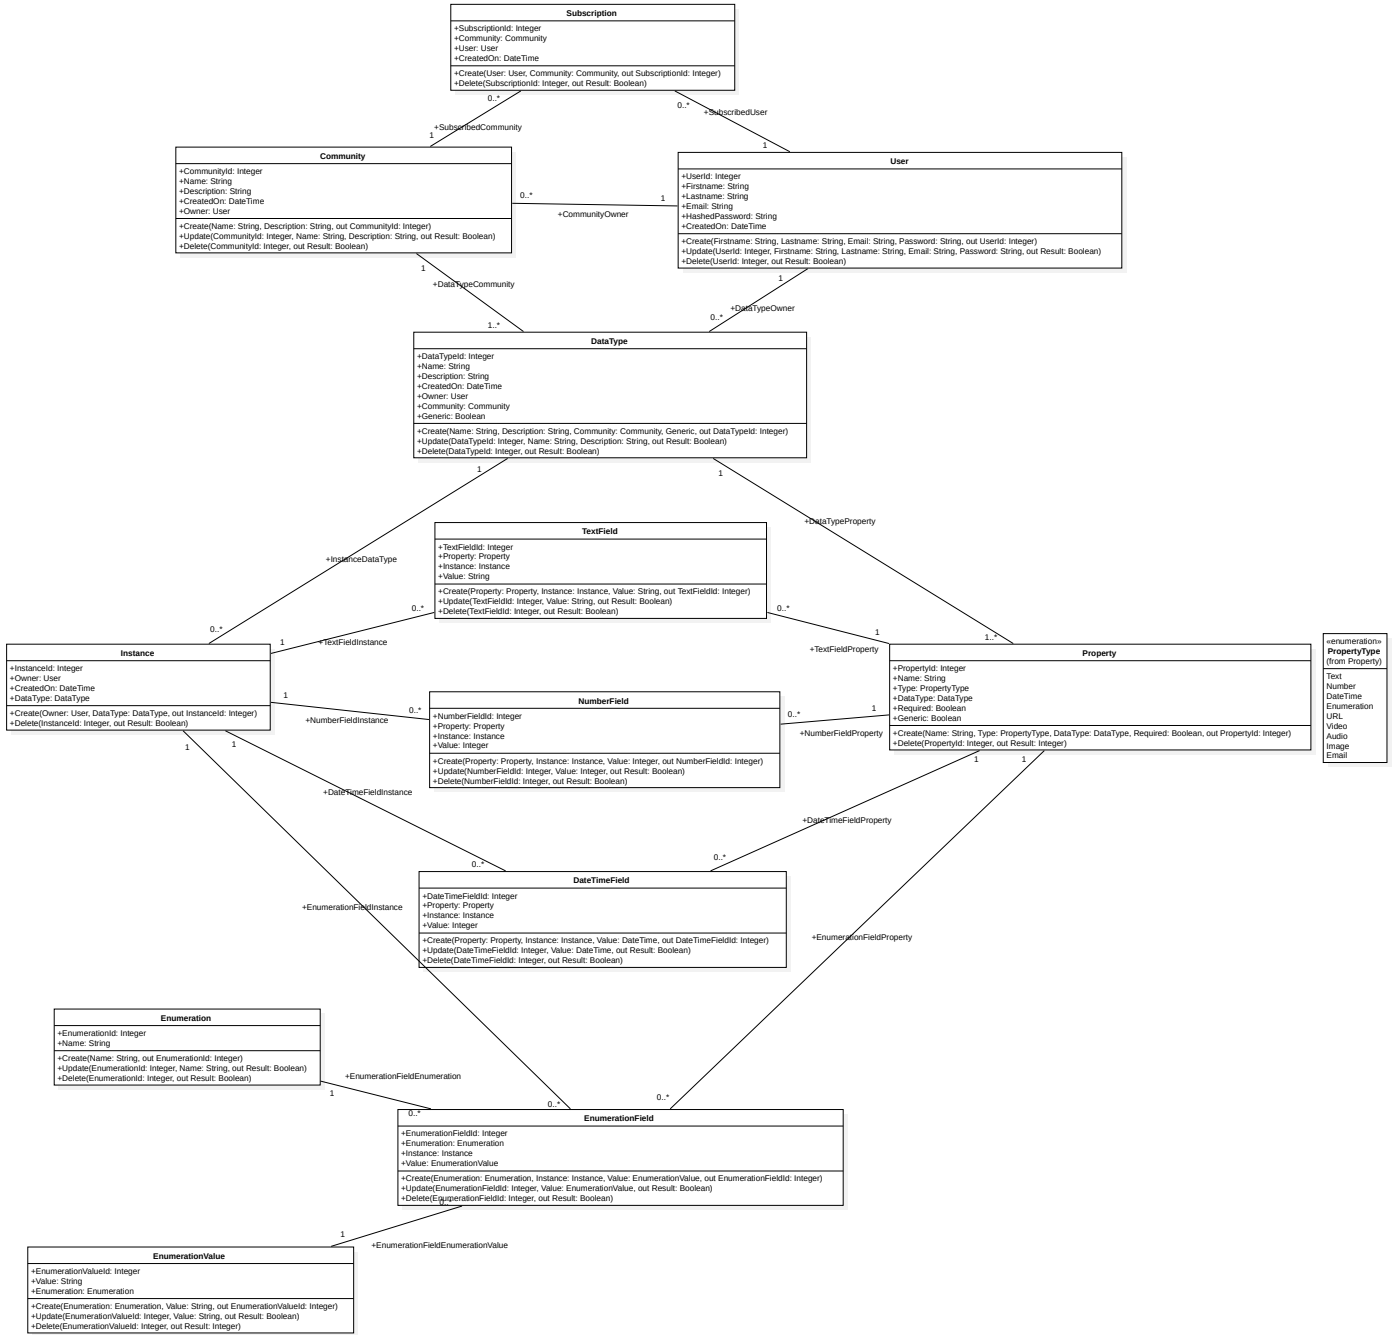 Subscription
+SubscriptionId: Integer
+Community: Community
+User: User
+CreatedOn: DateTime
+Create(User: User, Community: Community, out SubscriptionId: Integer)
+Delete(SubscriptionId: Integer, out Result: Boolean)
0..*
0..*
+SubscribedCommunity
+SubscribedUser
1
1
Community
+CommunityId: Integer
+Name: String
+Description: String
+CreatedOn: DateTime
+Owner: User
+Create(Name: String, Description: String, out CommunityId: Integer)
+Update(CommunityId: Integer, Name: String, Description: String, out Result: Boolean)
+Delete(CommunityId: Integer, out Result: Boolean)
0..*
1
+CommunityOwner
User
+UserId: Integer
+Firstname: String
+Lastname: String
+Email: String
+HashedPassword: String
+CreatedOn: DateTime
+Create(Firstname: String, Lastname: String, Email: String, Password: String, out UserId: Integer)
+Update(UserId: Integer, Firstname: String, Lastname: String, Email: String, Password: String, out Result: Boolean)
+Delete(UserId: Integer, out Result: Boolean)
1
+DataTypeCommunity
1..*
1
+DataTypeOwner
0..*
DataType
+DataTypeId: Integer
+Name: String
+Description: String
+CreatedOn: DateTime
+Owner: User
+Community: Community
+Generic: Boolean
+Create(Name: String, Description: String, Community: Community, Generic, out DataTypeId: Integer)
+Update(DataTypeId: Integer, Name: String, Description: String, out Result: Boolean)
+Delete(DataTypeId: Integer, out Result: Boolean)
1
1
+DataTypeProperty
+InstanceDataType
0..*
1..*
TextField
+TextFieldId: Integer
+Property: Property
+Instance: Instance
+Value: String
+Create(Property: Property, Instance: Instance, Value: String, out TextFieldId: Integer)
+Update(TextFieldId: Integer, Value: String, out Result: Boolean)
+Delete(TextFieldId: Integer, out Result: Boolean)
0..*
1
+TextFieldInstance
0..*
1
+TextFieldProperty
Instance
+InstanceId: Integer
+Owner: User
+CreatedOn: DateTime
+DataType: DataType
+Create(Owner: User, DataType: DataType, out InstanceId: Integer)
+Delete(InstanceId: Integer, out Result: Boolean)
1
0..*
+NumberFieldInstance
NumberField
+NumberFieldId: Integer
+Property: Property
+Instance: Instance
+Value: Integer
+Create(Property: Property, Instance: Instance, Value: Integer, out NumberFieldId: Integer)
+Update(NumberFieldId: Integer, Value: Integer, out Result: Boolean)
+Delete(NumberFieldId: Integer, out Result: Boolean)
0..*
1
+NumberFieldProperty
Property
+PropertyId: Integer
+Name: String
+Type: PropertyType
+DataType: DataType
+Required: Boolean
+Generic: Boolean
+Create(Name: String, Type: PropertyType, DataType: DataType, Required: Boolean, out PropertyId: Integer)
+Delete(PropertyId: Integer, out Result: Integer)
«enumeration»
PropertyType
(from Property)
Text
Number
DateTime
Enumeration
URL
Video
Audio
Image
Email
1
1
1
1
+DateTimeFieldInstance
+DateTimeFieldProperty
0..*
0..*
DateTimeField
+DateTimeFieldId: Integer
+Property: Property
+Instance: Instance
+Value: Integer
+Create(Property: Property, Instance: Instance, Value: DateTime, out DateTimeFieldId: Integer)
+Update(DateTimeFieldId: Integer, Value: DateTime, out Result: Boolean)
+Delete(DateTimeFieldId: Integer, out Result: Boolean)
+EnumerationFieldInstance
+EnumerationFieldProperty
Enumeration
+EnumerationId: Integer
+Name: String
+Create(Name: String, out EnumerationId: Integer)
+Update(EnumerationId: Integer, Name: String, out Result: Boolean)
+Delete(EnumerationId: Integer, out Result: Boolean)
+EnumerationFieldEnumeration
1
0..*
0..*
0..*
EnumerationField
+EnumerationFieldId: Integer
+Enumeration: Enumeration
+Instance: Instance
+Value: EnumerationValue
+Create(Enumeration: Enumeration, Instance: Instance, Value: EnumerationValue, out EnumerationFieldId: Integer)
+Update(EnumerationFieldId: Integer, Value: EnumerationValue, out Result: Boolean)
+Delete(EnumerationFieldId: Integer, out Result: Boolean)
1
+EnumerationFieldEnumerationValue
EnumerationValue
+EnumerationValueId: Integer
+Value: String
+Enumeration: Enumeration
+Create(Enumeration: Enumeration, Value: String, out EnumerationValueId: Integer)
+Update(EnumerationValueId: Integer, Value: String, out Result: Boolean)
+Delete(EnumerationValueId: Integer, out Result: Integer)